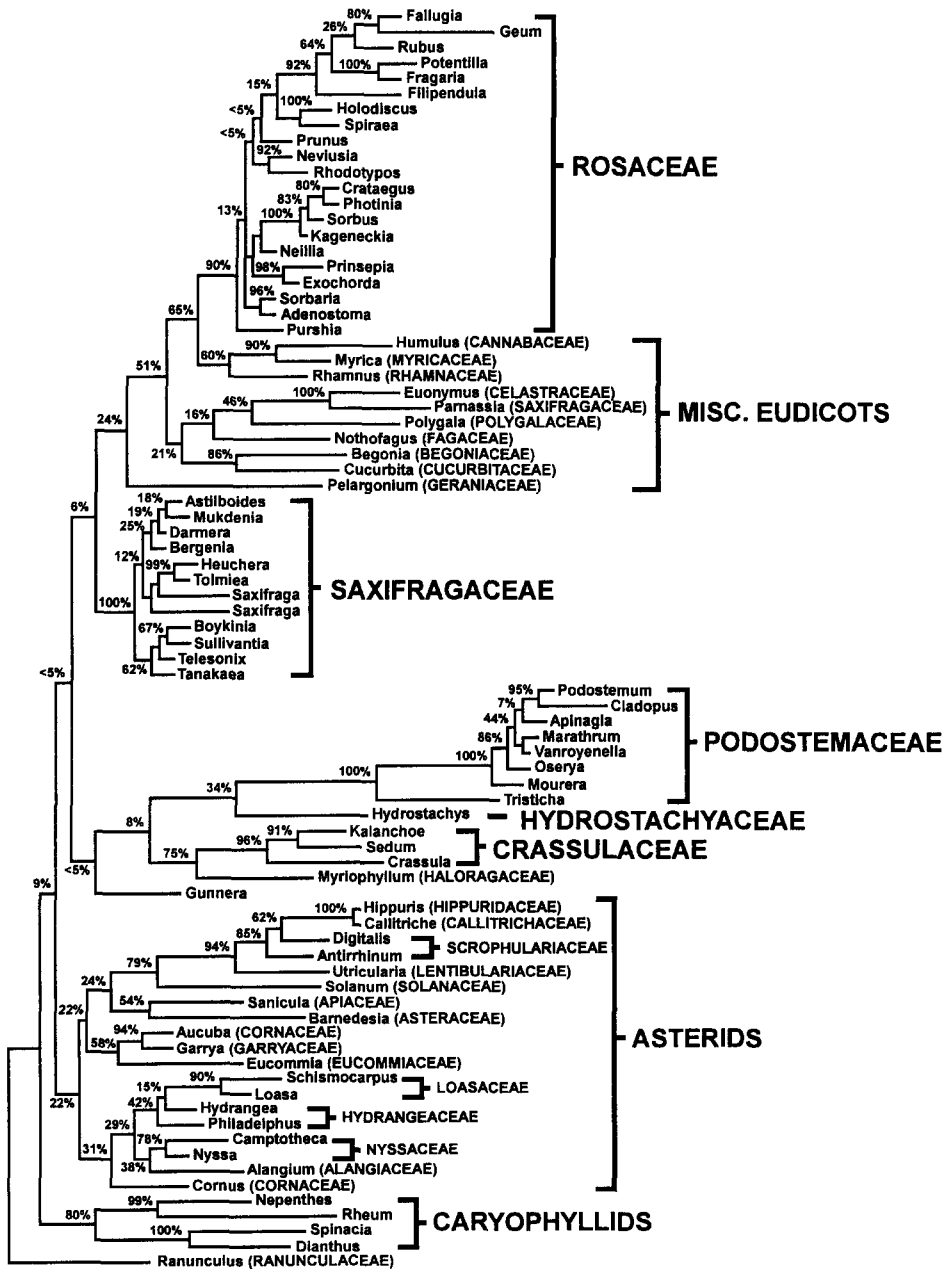 80% Fallugia
26% Geum
64% Rubus
Potentilla
92% 100% Fragaria
Filipendula
15% 100% Holodiscus
<5% Spiraea
<5% Prunus
92% Neviusia
Rhodotypos
ROSACEAE
80% Crataegus
83% Photinia
13% 100% Sorbus
Kageneckia
Neillia
90% 98% Prinsepia
Exochorda
96% Sorbaria
Adenostoma
65% Purshia
90% Humulus (CANNABACEAE)
60% Myrica (MYRICACEAE)
51% Rhamnus (RHAMNACEAE)
100% Euonymus (CELASTRACEAE)
46% Parnassia (SAXIFRAGACEAE)
16% Polygala (POLYGALACEAE)
24% Nothofagus (FAGACEAE)
21% 86% Begonia (BEGONIACEAE)
Cucurbita (CUCURBITACEAE)
Pelargonium (GERANIACEAE)
MISC. EUDICOTS
6% 18% Astilboides
19% Mukdenia
25% Darmera
Bergenia
12% 99% Heuchera
Tolmiea
100% Saxifraga
Saxifraga
67% Boykinia
Sullivantia
Telesonix
62% Tanakaea
SAXIFRAGACEAE
<5%
95% Podostemum
7% Cladopus
44% Apinagia
86% Marathrum
Vanroyenella
100% Oserya
100% Mourera
Tristicha
PODOSTEMACEAE
34% Hydrostachys
HYDROSTACHYACEAE
8% 91% Kalanchoe
96% Sedum
75% Crassula
CRASSULACEAE
<5% Myriophyllum (HALORAGACEAE)
9% Gunnera
100% Hippuris (HIPPURIDACEAE)
62% Callitriche (CALLITRICHACEAE)
85% Digitalis
94% Antirrhinum
SCROPHULARIACEAE
79% Utricularia (LENTIBULARIACEAE)
24% Solanum (SOLANACEAE)
54% Sanicula (APIACEAE)
22% Barnedesia (ASTERACEAE)
94% Aucuba (CORNACEAE)
58% Garrya (GARRYACEAE)
Eucommia (EUCOMMIACEAE)
ASTERIDS
22% 15% 90% Schismocarpus
Loasa
LOASACEAE
42% Hydrangea
Philadelphus
HYDRANGEACEAE
29% 78% Camptotheca
31% Nyssa
NYSSACEAE
38% Alangium (ALANGIACEAE)
Cornus (CORNACEAE)
99% Nepenthes
80% Rheum
100% Spinacia
Dianthus
CARYOPHYLLIDS
Ranunculus (RANUNCULACEAE)